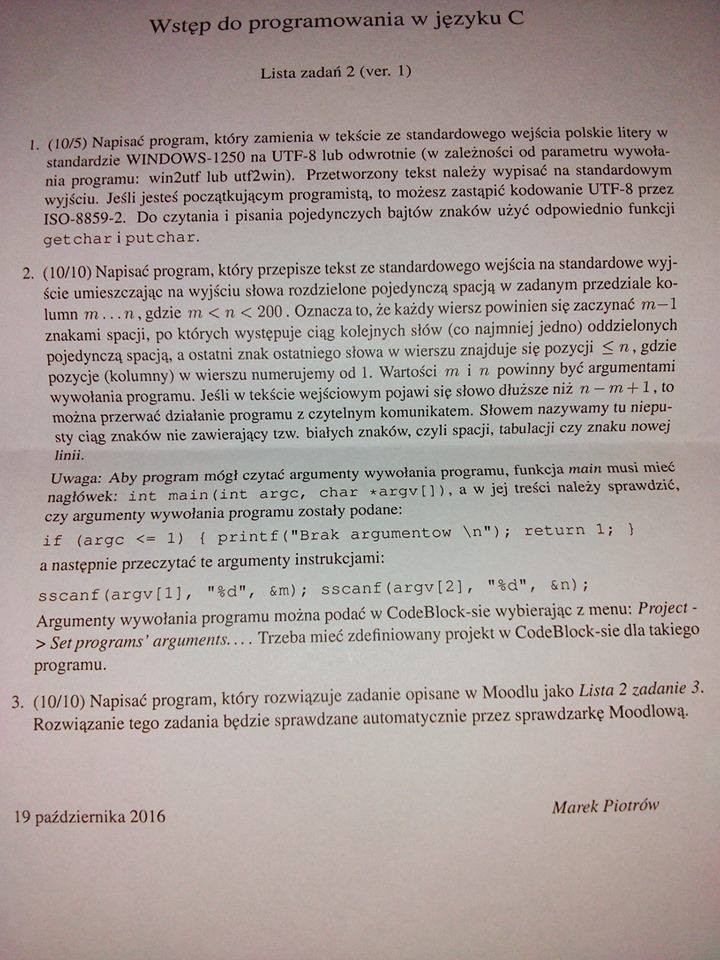 Wstęp do programowania w języku C
Lista zadań 2 (ver. 1)
1. (10/5) Napisać program, który zamienia w tekście ze standardowego wejścia polskie litery w
standardzie WINDOWS-1250 na UTF-8 lub odwrotnie (w zależności od parametru wywoła-
nia programu: win2utf lub utf2win). Przetworzony tekst należy wypisać na standardowym
wyjściu. Jeśli jesteś początkującym programistą, to możesz zastąpić kodowanie UTF-8 przez
ISO-8859-2. Do czytania i pisania pojedynczych bajtów znaków użyć odpowiednio funkcji
getchar i putchar.
2. (10/10) Napisać program, który przepisze tekst ze standardowego wejścia na standardowe wyj-
ście umieszczając na wyjściu słowa rozdzielone pojedynczą spacją w zadanym przedziale ko-
lumn m . . . n, gdzie m < n < 200. Oznacza to, że każdy wiersz powinien się zaczynać m−1
znakami spacji, po których występuje ciąg kolejnych słów (co najmniej jedno) oddzielonych
pojedynczą spacją, a ostatni znak ostatniego słowa w wierszu znajduje się pozycji ≤ n, gdzie
pozycje (kolumny) w wierszu numerujemy od 1. Wartości m i n powinny być argumentami
wywołania programu. Jeśli w tekście wejściowym pojawi się słowo dłuższe niż n − m + 1, to
można przerwać działanie programu z czytelnym komunikatem. Słowem nazywamy tu niepu-
sty ciąg znaków nie zawierający tzw. białych znaków, czyli spacji, tabulacji czy znaku nowej
linii.
Uwaga: Aby program mógł czytać argumenty wywołania programu, funkcja main musi mieć
nagłówek: int main(int argc, char *argv[]), a w jej treści należy sprawdzić,
czy argumenty wywołania programu zostały podane:
if (argc <= 1) { printf("Brak argumentow \n"); return 1; }
a następnie przeczytać te argumenty instrukcjami:
sscanf(argv[1], "%d", &m); sscanf(argv[2], "%d", &n);
Argumenty wywołania programu można podać w CodeBlock-sie wybierając z menu: Project -
> Set programs' arguments. . . . Trzeba mieć zdefiniowany projekt w CodeBlock-sie dla takiego
programu.
3. (10/10) Napisać program, który rozwiązuje zadanie opisane w Moodlu jako Lista 2 zadanie 3.
Rozwiązanie tego zadania będzie sprawdzane automatycznie przez sprawdzarkę Moodlową.
19 października 2016
Marek Piotrów